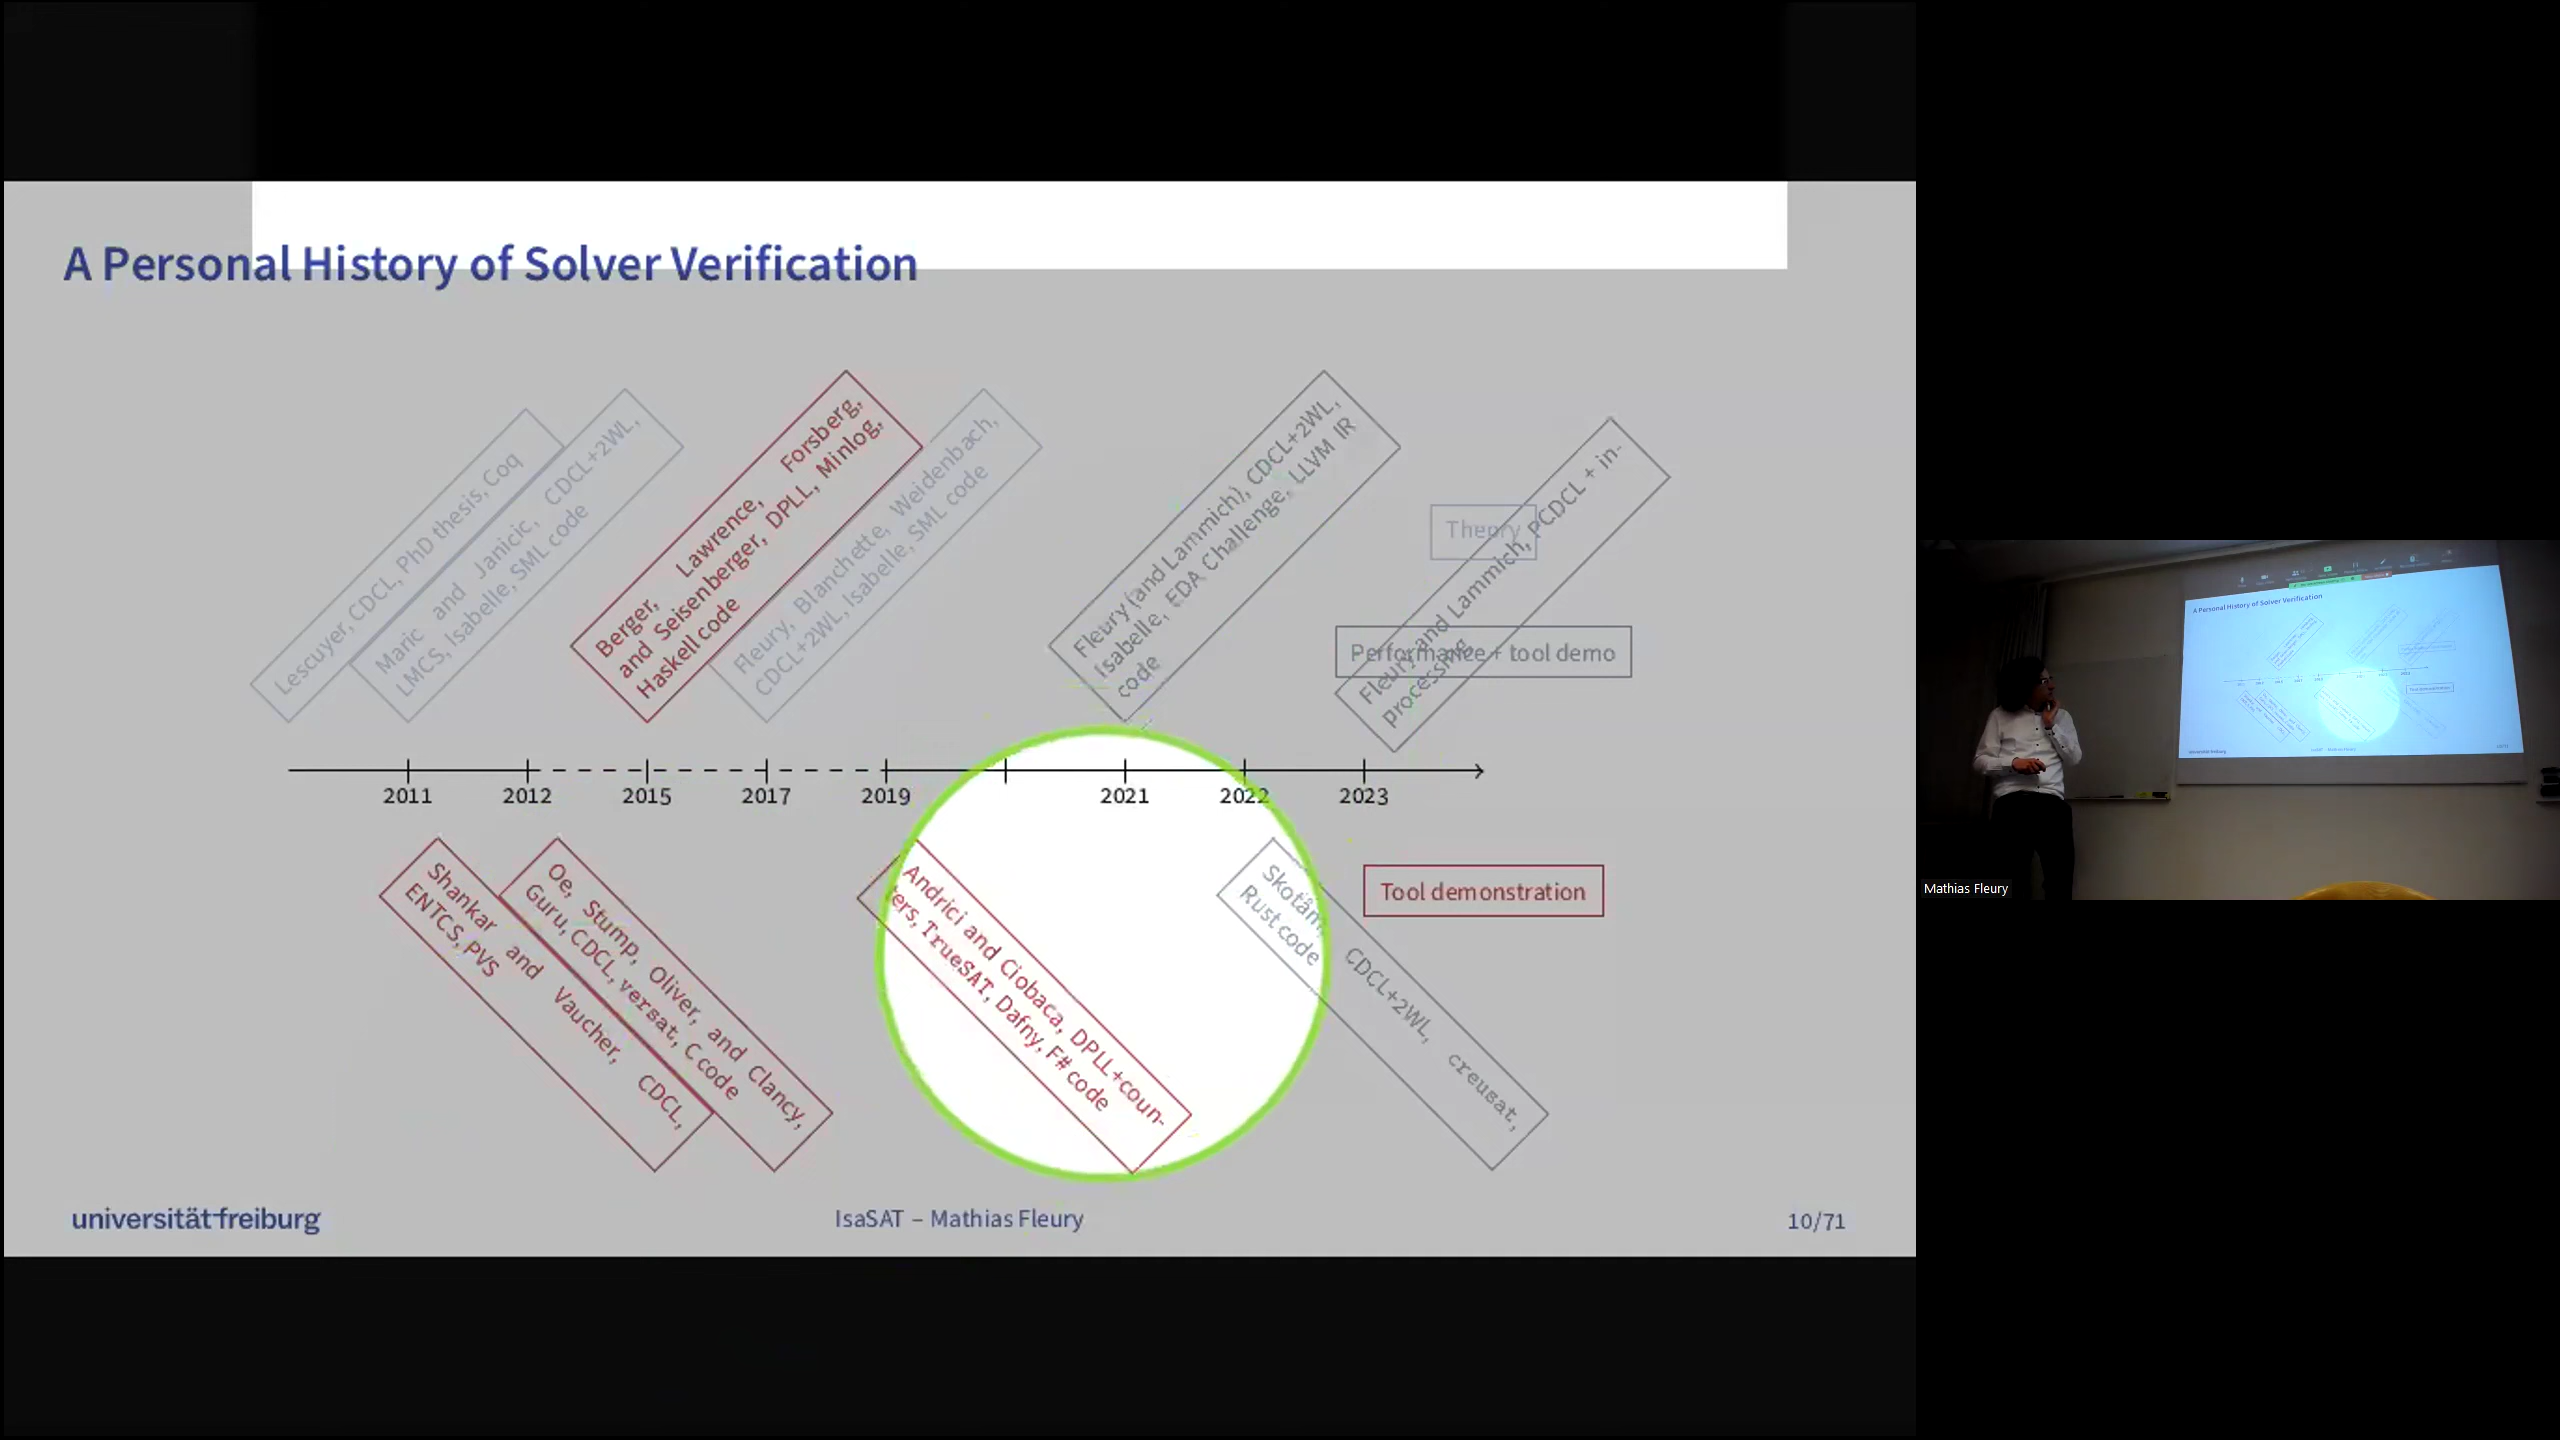 A Personal History of Solver Verification
Lescuyer, CDCL, PhD thesis, Coq
Maric and Janicic, CDCL+2WL,
LMCS, Isabelle, SML code
Berger, Lawrence, Forsberg,
and Seisenberger, DPLL, Minlog,
Haskell code
Fleury, Blanchette, Weidenbach,
CDCL+2WL, Isabelle, SML code
Fleury (and Lammich), CDCL+2WL,
Isabelle, EDA Challenge, LLVM IR
code
Fleury and Lammich, PCDCL + in-
processing
Theory
Performance + tool demo
2011 2012 2015 2017 2019 2021 2022 2023
Shankar and Vaucher, CDCL,
ENTCS, PVS
Oe, Stump, Oliver, and Clancy,
Guru, CDCL, versat, C code
Andrici and Ciobaca, DPLL+coun-
ters, TrueSAT, Dafny, F# code
Skotåm, CDCL+2WL, creusat,
Rust code
Tool demonstration
universität freiburg
IsaSAT – Mathias Fleury
10/71
A Personal History of Solver Verification
Mathias Fleury